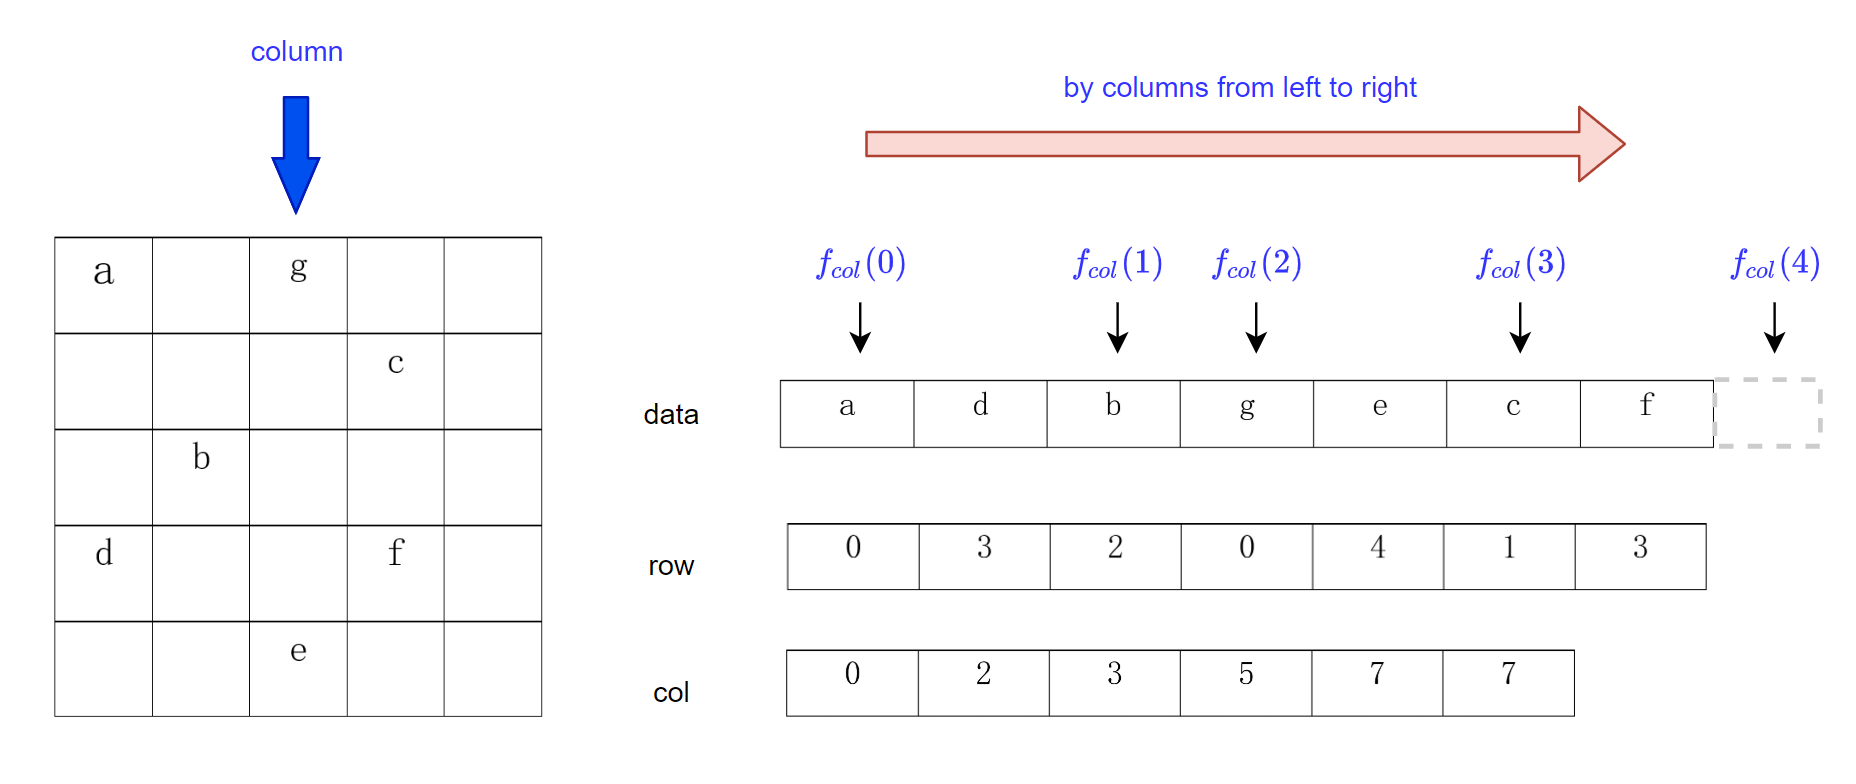 column
by columns from left to right
a g
c
b
d f
e
f_{col}(0) f_{col}(1) f_{col}(2) f_{col}(3) f_{col}(4)
data a d b g e c f
row 0 3 2 0 4 1 3
col 0 2 3 5 7 7